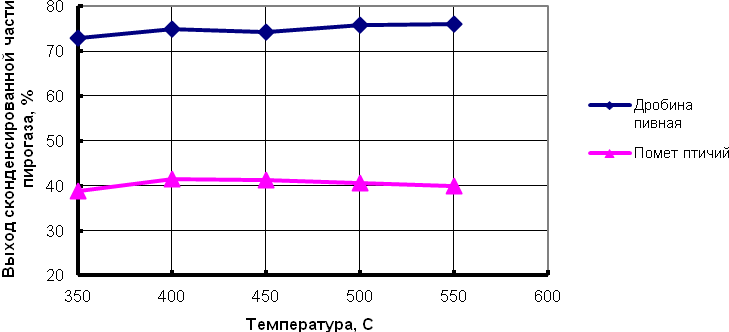 Выход сконденсированной части
пирогаза, %
80
70
60
50
40
30
20
350 400 450 500 550 600
Температура, С
Дробина
пивная
Помет птичий